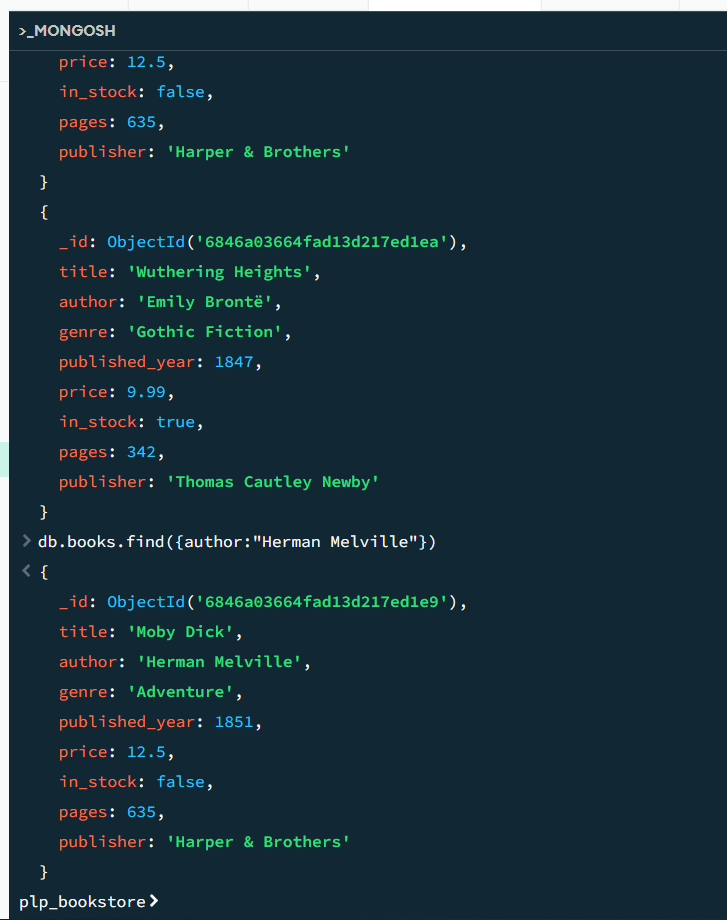 >_MONGOSH
price: 12.5,
in_stock: false,
pages: 635,
publisher: 'Harper & Brothers'
}
{
_id: ObjectId('6846a03664fad13d217ed1ea'),
title: 'Wuthering Heights',
author: 'Emily Brontë',
genre: 'Gothic Fiction',
published_year: 1847,
price: 9.99,
in_stock: true,
pages: 342,
publisher: 'Thomas Cautley Newby'
}
> db.books.find({author:"Herman Melville"})
< {
_id: ObjectId('6846a03664fad13d217ed1e9'),
title: 'Moby Dick',
author: 'Herman Melville',
genre: 'Adventure',
published_year: 1851,
price: 12.5,
in_stock: false,
pages: 635,
publisher: 'Harper & Brothers'
}
plp_bookstore>